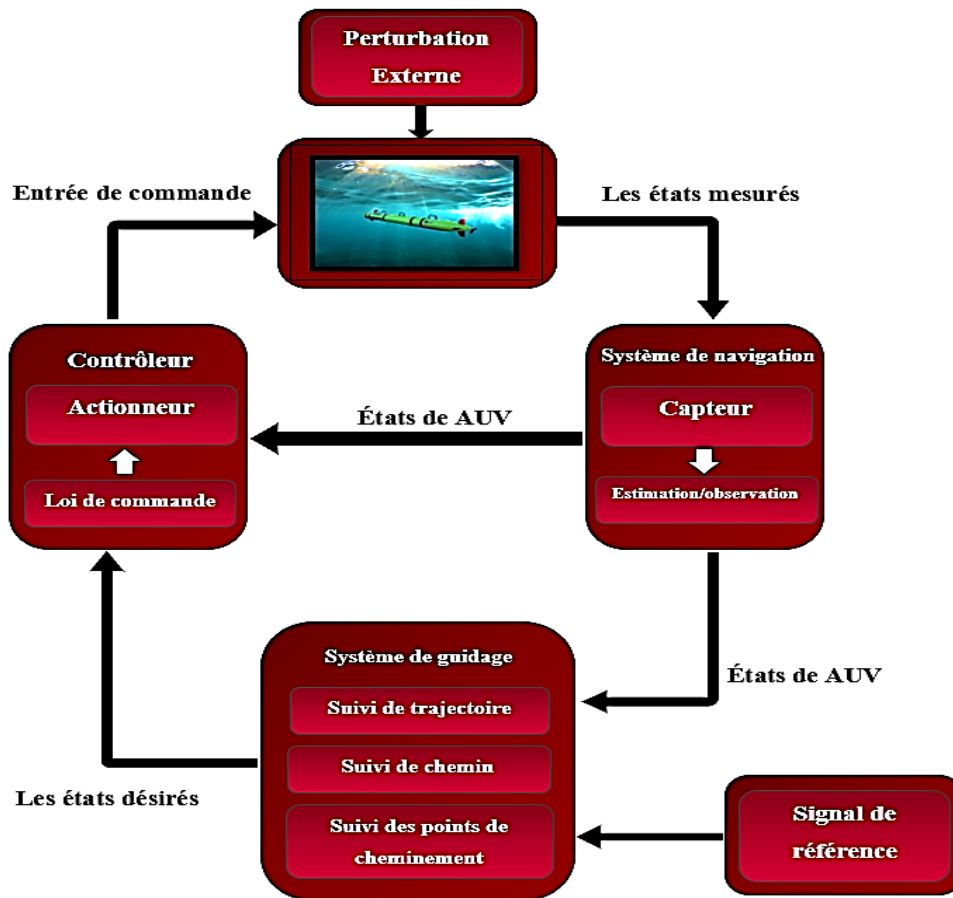 Perturbation
Externe
Entrée de commande
Les états mesurés
Contrôleur
Actionneur
Loi de commande
États de AUV
Système de navigation
Capteur
Estimation/observation
Système de guidage
Suivi de trajectoire
Suivi de chemin
Suivi des points de
cheminement
États de AUV
Les états désirés
Signal de
référence